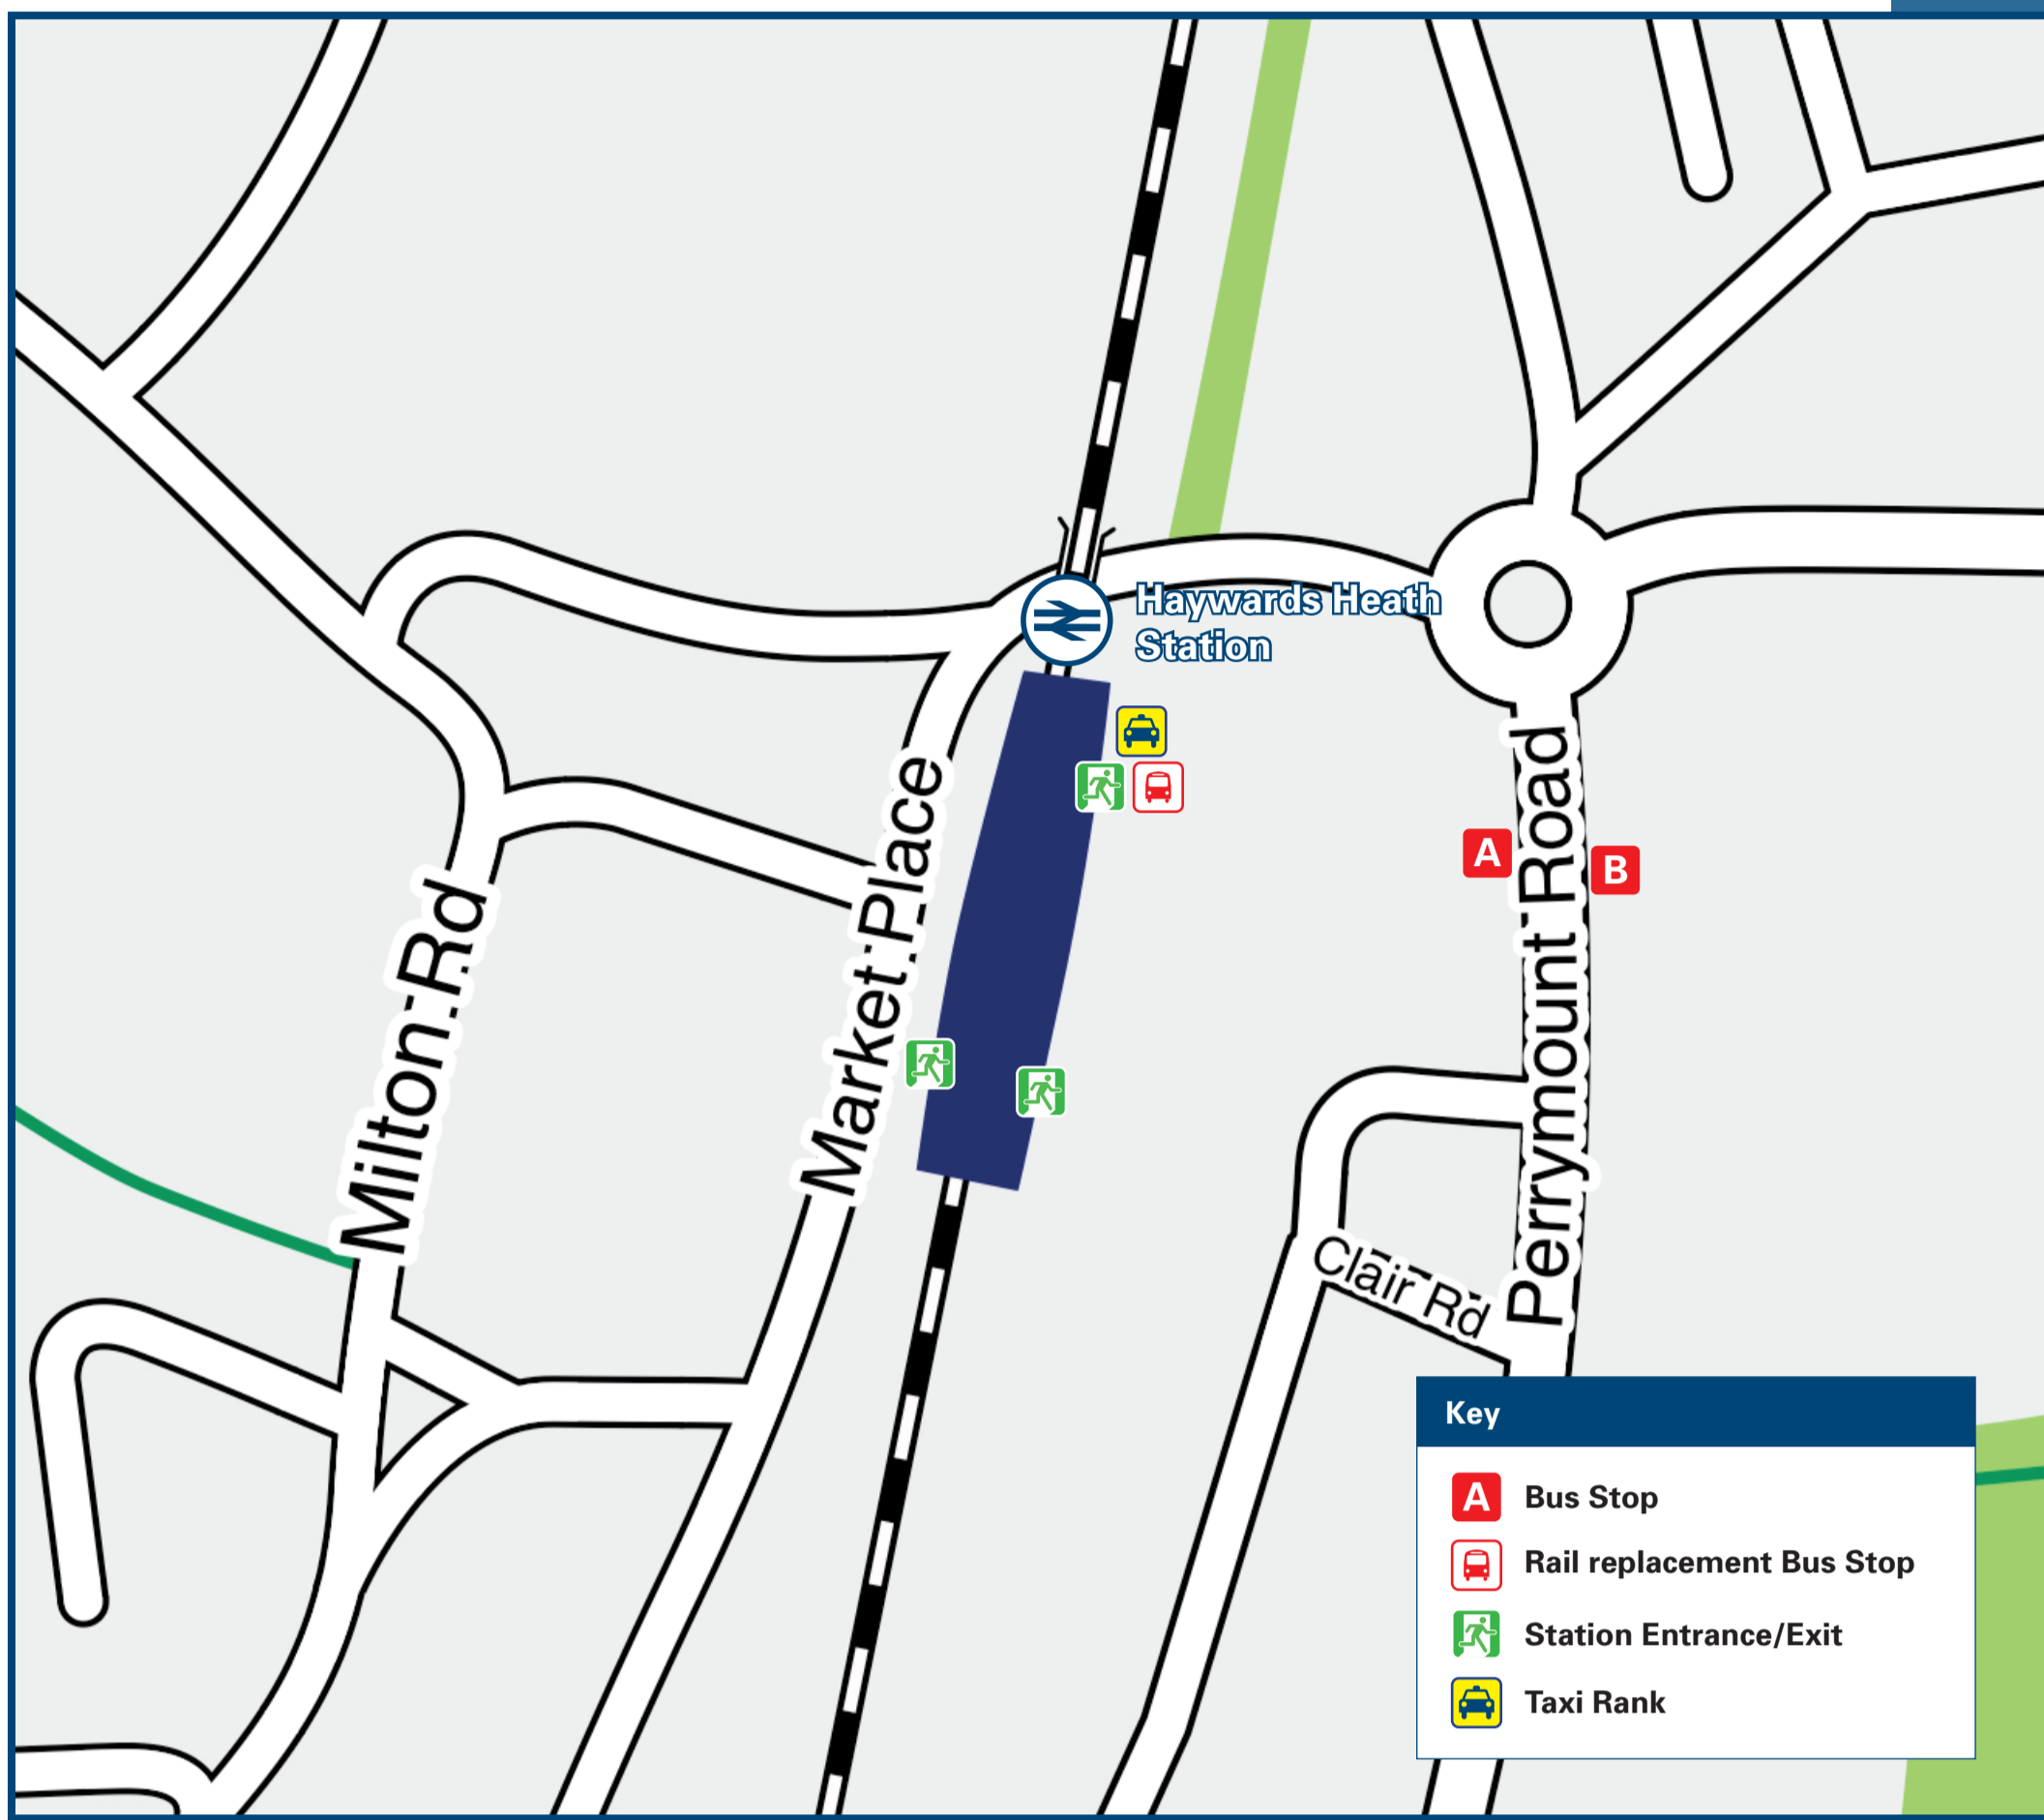 Haywards Heath
Station
A
B
Milton Rd
Market Place
Perrymount Road
Clair Rd
Key
A Bus Stop
Rail replacement Bus Stop
Station Entrance/Exit
Taxi Rank